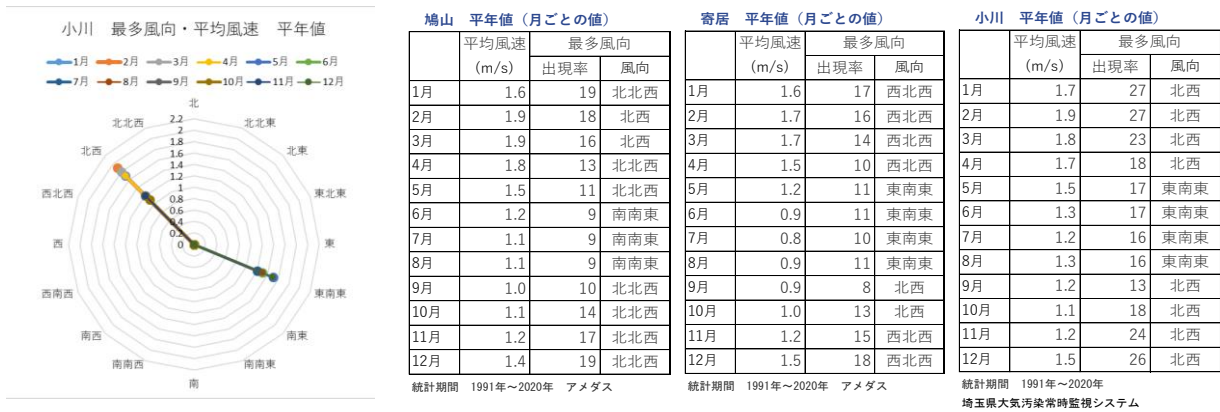 小川 最多風向・平均風速 平年値
1月 2月 3月 4月 5月 6月
7月 8月 9月 10月 11月 12月
北
北北東
北東
東北東
東
東南東
南東
南南東
南
南南西
南西
西南西
西
西北西
北西
北北西
2.2
2
1.8
1.6
1.4
1.2
1
0.8
0.6
0.4
0.2
0
鳩山 平年値（月ごとの値）
平均風速 最多風向
(m/s) 出現率 風向
1月 1.6 19 北北西
2月 1.9 18 北西
3月 1.9 16 北西
4月 1.8 13 北北西
5月 1.5 11 北北西
6月 1.2 9 南南東
7月 1.1 9 南南東
8月 1.1 9 南南東
9月 1.0 10 北北西
10月 1.1 14 北北西
11月 1.2 17 北北西
12月 1.4 19 北北西
統計期間 1991年～2020年 アメダス
寄居 平年値（月ごとの値）
平均風速 最多風向
(m/s) 出現率 風向
1月 1.6 17 西北西
2月 1.7 16 西北西
3月 1.7 14 西北西
4月 1.5 10 西北西
5月 1.2 11 東南東
6月 0.9 11 東南東
7月 0.8 10 東南東
8月 0.9 11 東南東
9月 0.9 8 北西
10月 1.0 13 北西
11月 1.2 15 西北西
12月 1.5 18 西北西
統計期間 1991年～2020年 アメダス
小川 平年値（月ごとの値）
平均風速 最多風向
(m/s) 出現率 風向
1月 1.7 27 北西
2月 1.9 27 北西
3月 1.8 23 北西
4月 1.7 18 北西
5月 1.5 17 東南東
6月 1.3 17 東南東
7月 1.2 16 東南東
8月 1.3 16 東南東
9月 1.2 13 北西
10月 1.1 18 北西
11月 1.2 24 北西
12月 1.5 26 北西
統計期間 1991年～2020年
埼玉県大気汚染常時監視システム